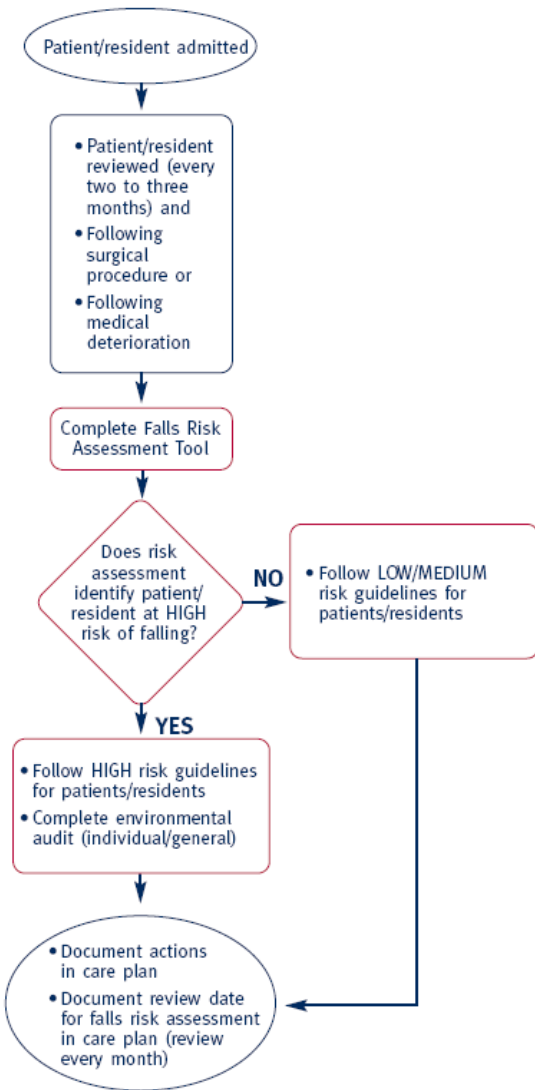 Patient/resident admitted
• Patient/resident
reviewed (every
two to three
months) and
• Following
surgical
procedure or
• Following
medical
deterioration
Complete Falls Risk
Assessment Tool
Does risk
assessment
identify patient/
resident at HIGH
risk of falling?
NO
• Follow LOW/MEDIUM
risk guidelines for
patients/residents
YES
• Follow HIGH risk guidelines
for patients/residents
• Complete environmental
audit (individual/general)
• Document actions
in care plan
• Document review date
for falls risk assessment
in care plan (review
every month)